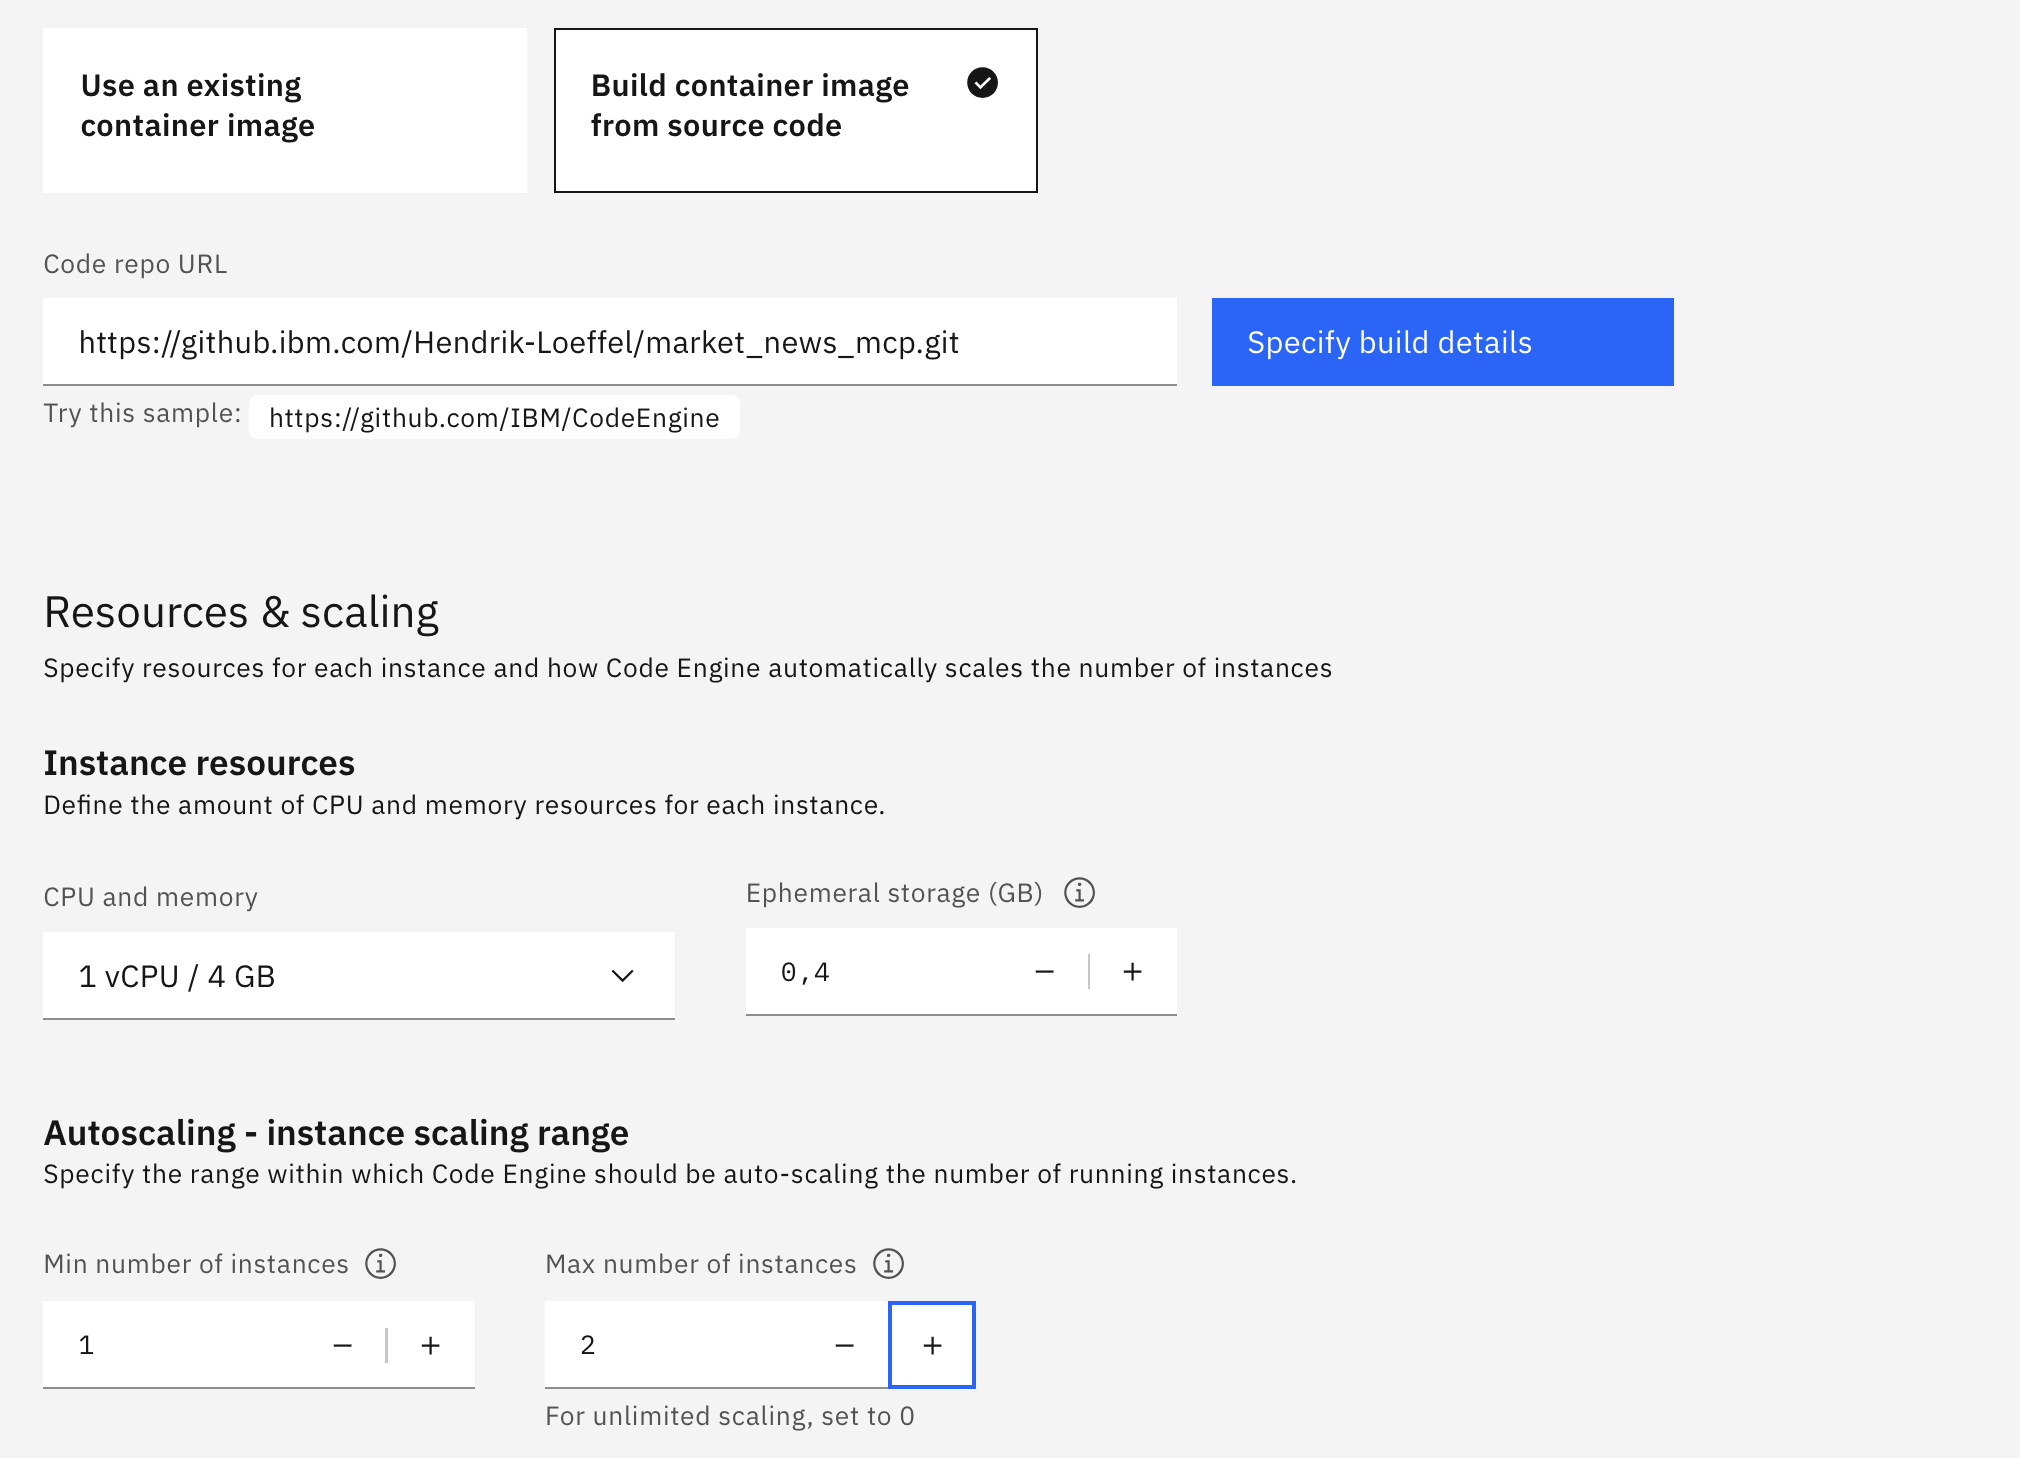 Use an existing
container image
Build container image
from source code
Code repo URL
https://github.ibm.com/Hendrik-Loeffel/market_news_mcp.git
Specify build details
Try this sample: https://github.com/IBM/CodeEngine
Resources & scaling
Specify resources for each instance and how Code Engine automatically scales the number of instances
Instance resources
Define the amount of CPU and memory resources for each instance.
CPU and memory
1 vCPU / 4 GB
Ephemeral storage (GB)
0,4
Autoscaling - instance scaling range
Specify the range within which Code Engine should be auto-scaling the number of running instances.
Min number of instances
1
Max number of instances
2
For unlimited scaling, set to 0